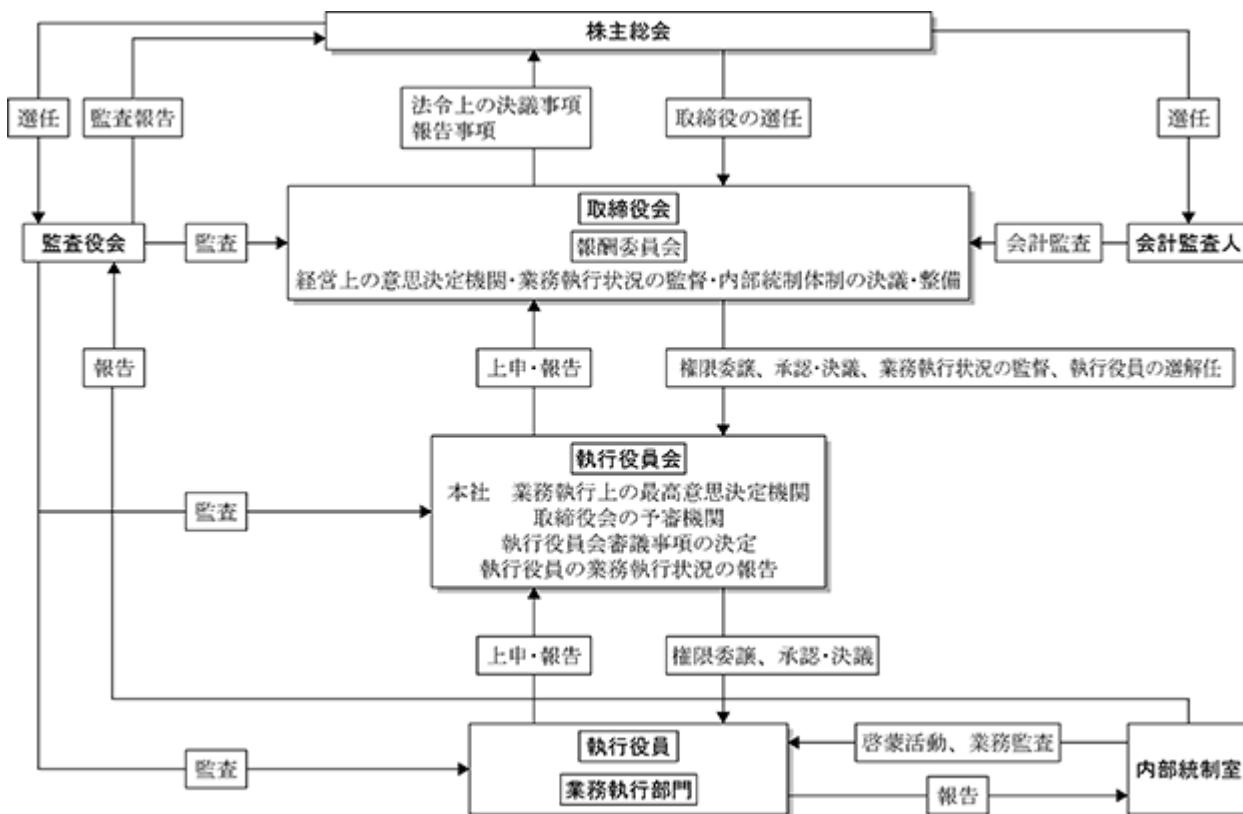 株主総会
選任
監査報告
法令上の決議事項
報告事項
取締役の選任
選任
監査役会
監査
取締役会
報酬委員会
経営上の意思決定機関・業務執行状況の監督・内部統制体制の決議・整備
会計監査
会計監査人
報告
上申・報告
権限委譲、承認・決議、業務執行状況の監督、執行役員の選解任
執行役員会
本社　業務執行上の最高意思決定機関
取締役会の予審機関
執行役員会審議事項の決定
執行役員の業務執行状況の報告
監査
上申・報告
権限委譲、承認・決議
監査
執行役員
業務執行部門
啓蒙活動、業務監査
報告
内部統制室